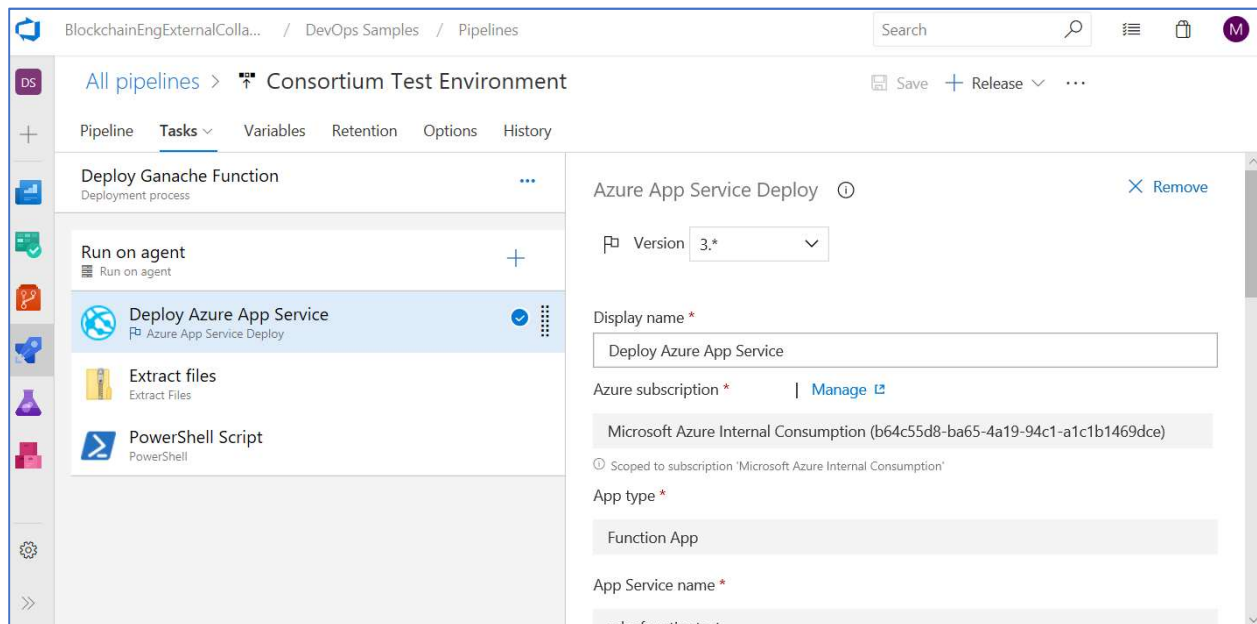 BlockchainEngExternalColla... / DevOps Samples / Pipelines
Search
M
DS
All pipelines > Consortium Test Environment
Save + Release ...
Pipeline Tasks Variables Retention Options History
Deploy Ganache Function
Deployment process
...
Run on agent
Run on agent
Deploy Azure App Service
Azure App Service Deploy
Extract files
Extract Files
PowerShell Script
PowerShell
Azure App Service Deploy
Remove
Version 3.*
Display name *
Deploy Azure App Service
Azure subscription * | Manage
Microsoft Azure Internal Consumption (b64c55d8-ba65-4a19-94c1-a1c1b1469dce)
Scoped to subscription 'Microsoft Azure Internal Consumption'
App type *
Function App
App Service name *